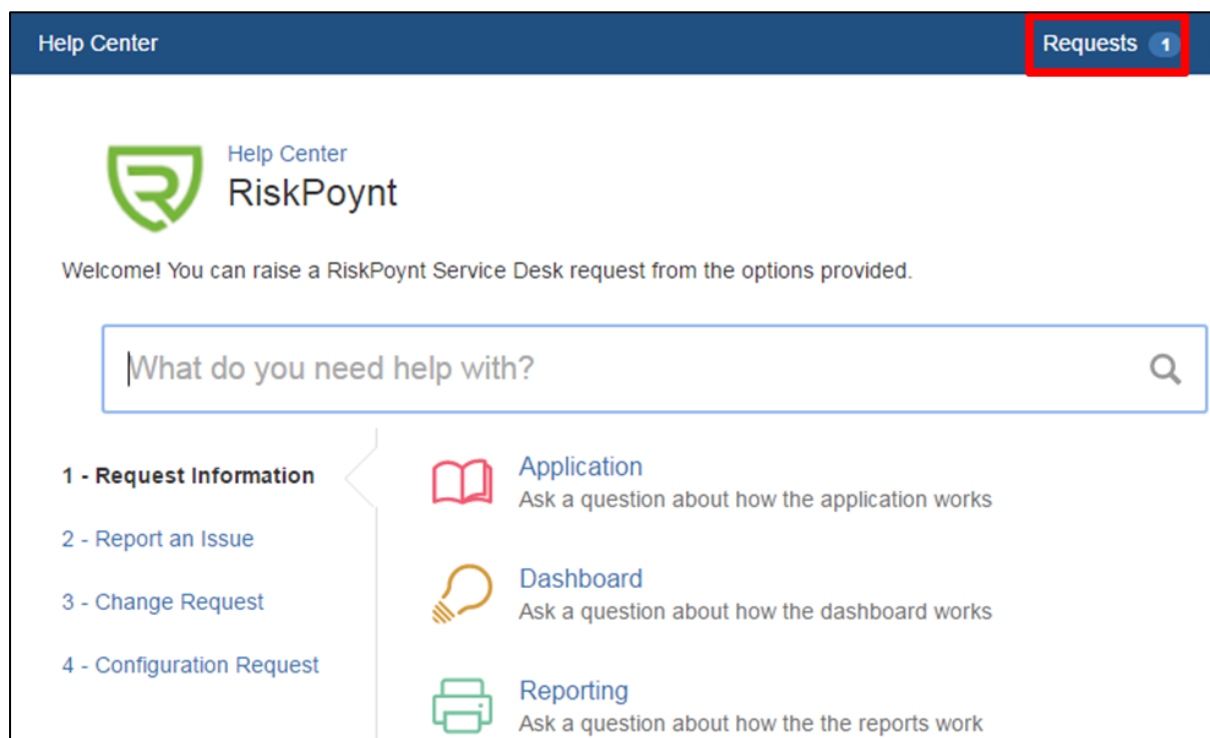 Help Center
Requests 1
Help Center
RiskPoynt
Welcome! You can raise a RiskPoynt Service Desk request from the options provided.
What do you need help with?
1 - Request Information
2 - Report an Issue
3 - Change Request
4 - Configuration Request
Application
Ask a question about how the application works
Dashboard
Ask a question about how the dashboard works
Reporting
Ask a question about how the the reports work